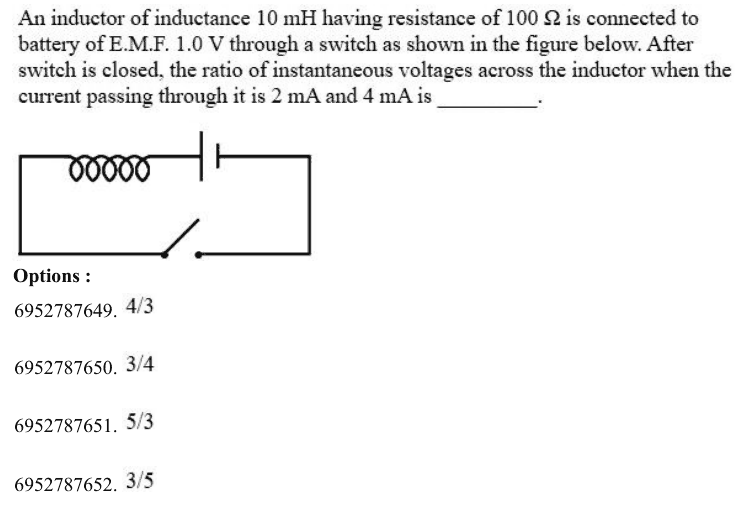 An inductor of inductance 10 mH having resistance of 100 Ω is connected to
battery of E.M.F. 1.0 V through a switch as shown in the figure below. After
switch is closed, the ratio of instantaneous voltages across the inductor when the
current passing through it is 2 mA and 4 mA is __________.
Options :
6952787649. 4/3
6952787650. 3/4
6952787651. 5/3
6952787652. 3/5